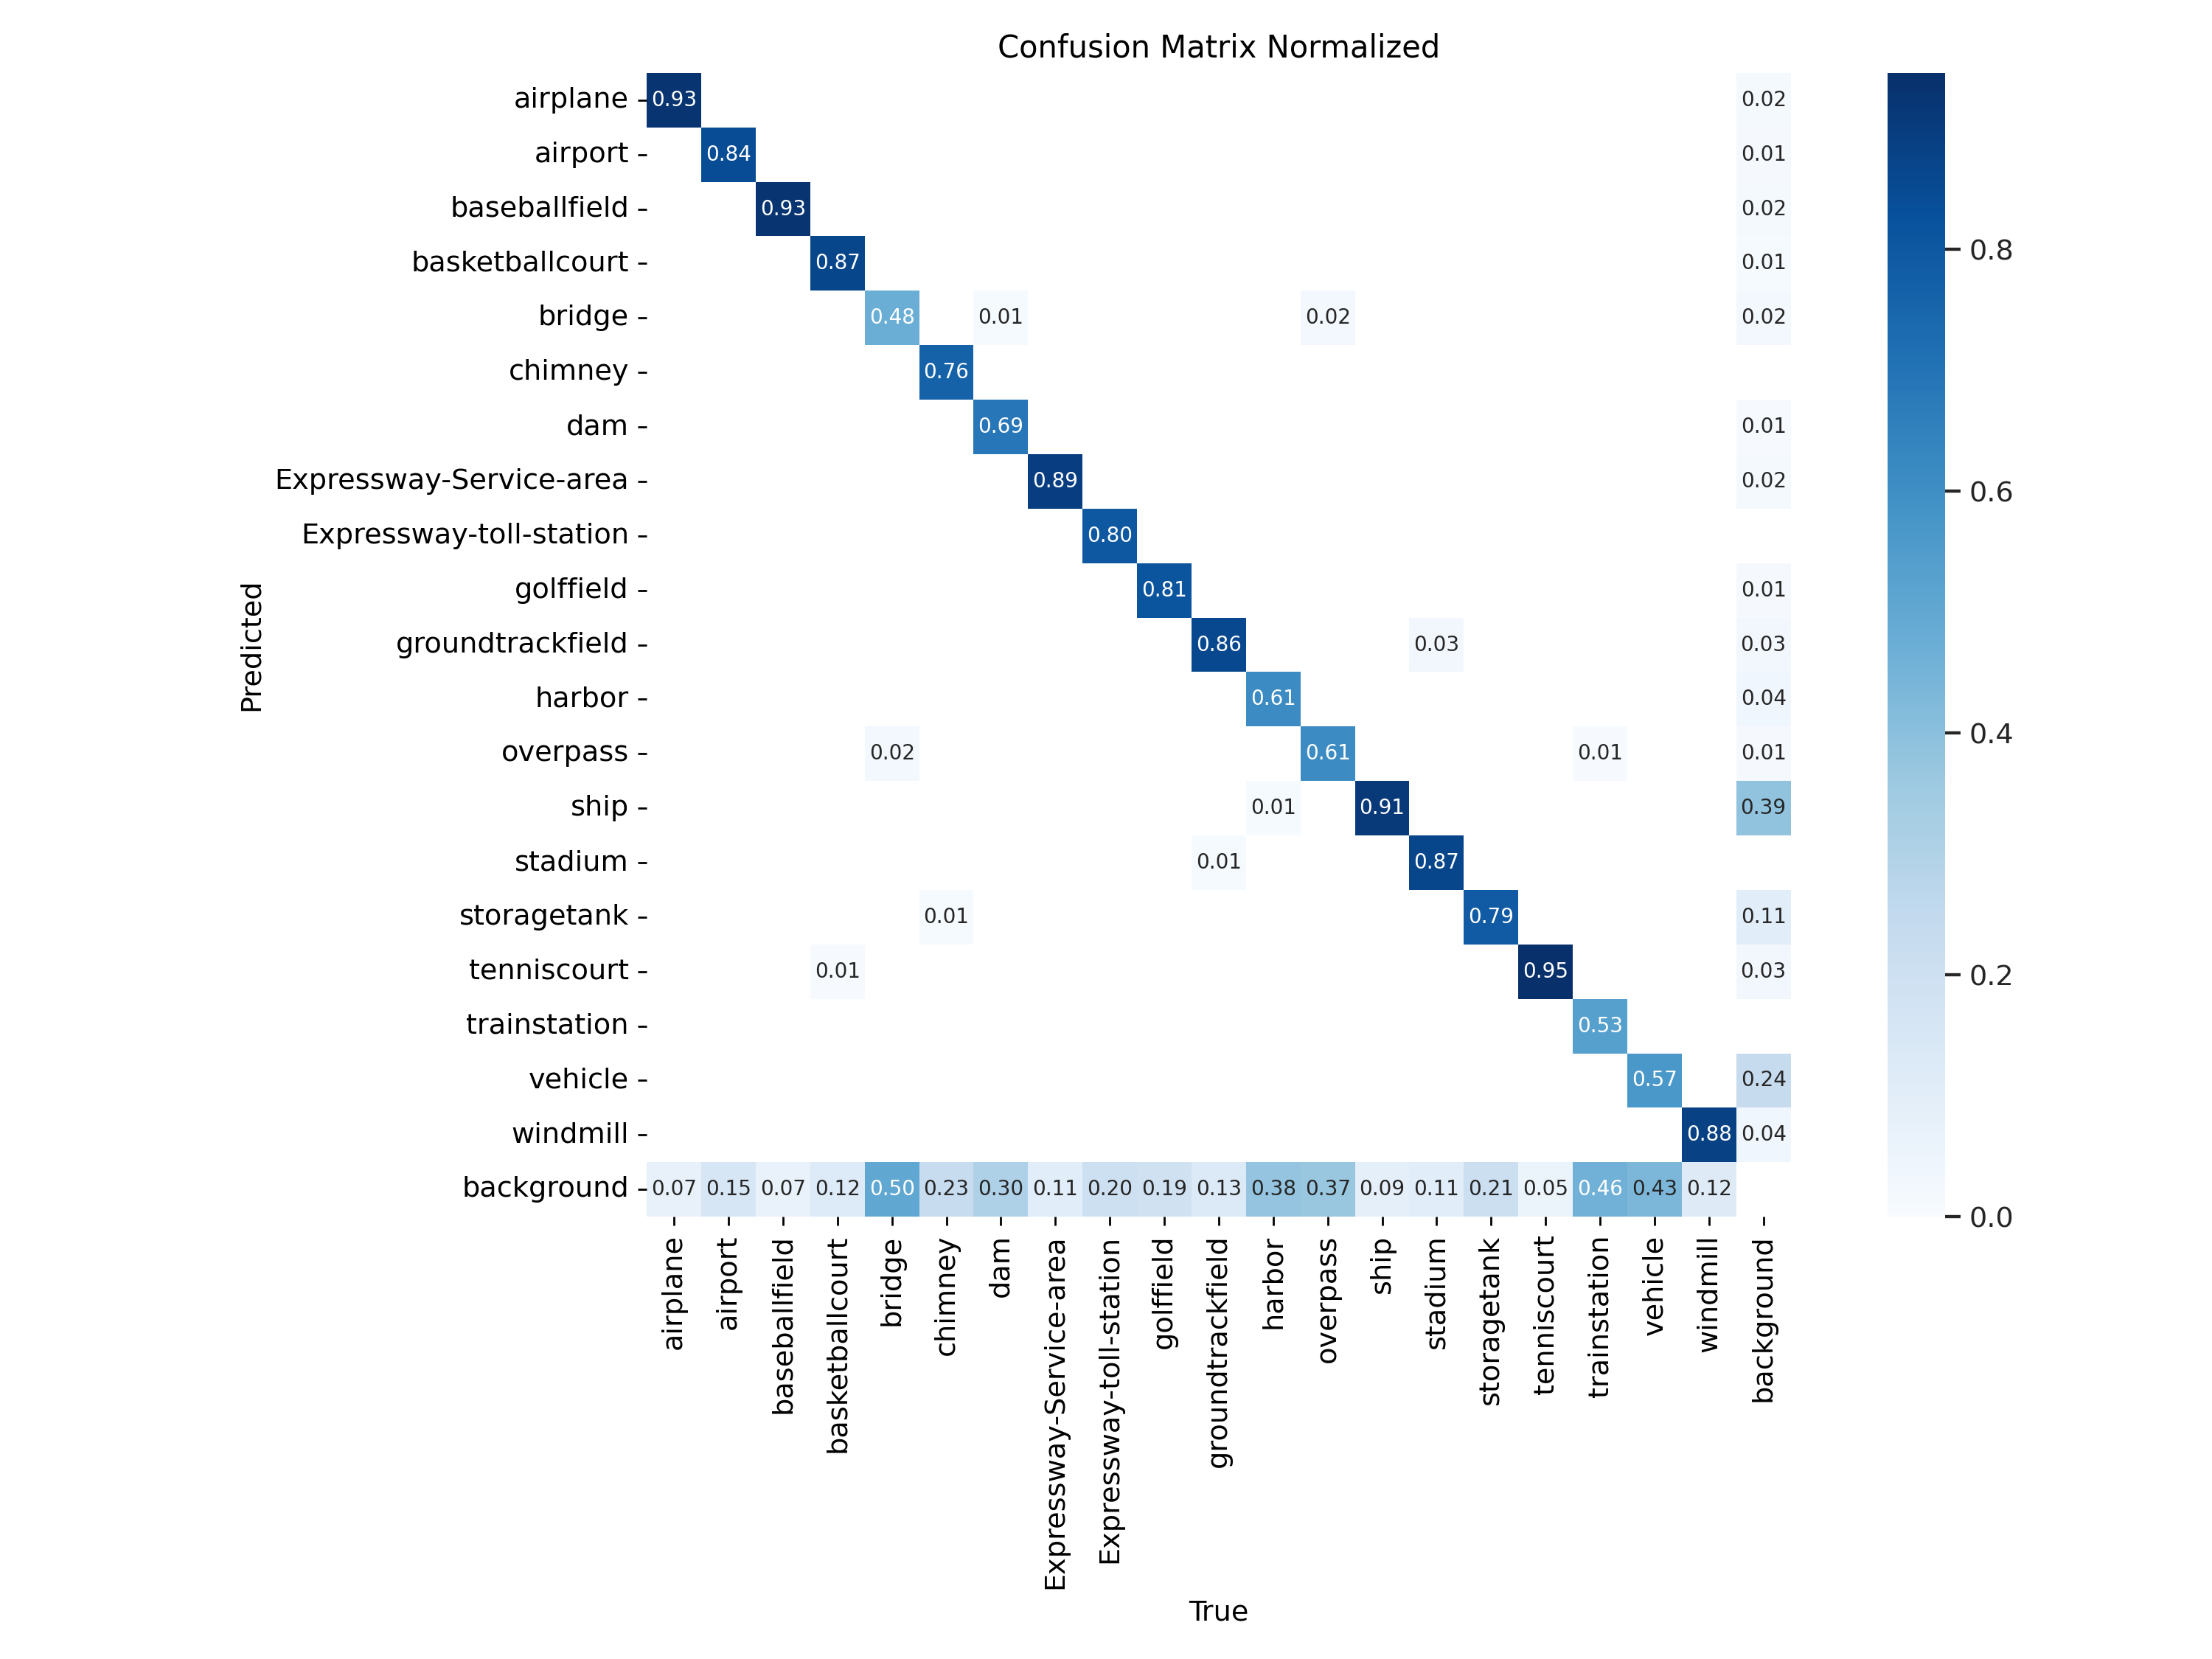 Confusion Matrix Normalized
airplane 0.93 0.02
airport 0.84 0.01
baseballfield 0.93 0.02
basketballcourt 0.87 0.01
bridge 0.48 0.01 0.02 0.02
chimney 0.76
dam 0.69 0.01
Expressway-Service-area 0.89 0.02
Expressway-toll-station 0.80
golffield 0.81 0.01
groundtrackfield 0.86 0.03 0.03
harbor 0.61 0.04
overpass 0.02 0.61 0.01 0.01
ship 0.01 0.91 0.39
stadium 0.01 0.87
storagetank 0.01 0.79 0.11
tenniscourt 0.01 0.95 0.03
trainstation 0.53
vehicle 0.57 0.24
windmill 0.88 0.04
background 0.07 0.15 0.07 0.12 0.50 0.23 0.30 0.11 0.20 0.19 0.13 0.38 0.37 0.09 0.11 0.21 0.05 0.46 0.43 0.12
Predicted
airplane
airport
baseballfield
basketballcourt
bridge
chimney
dam
Expressway-Service-area
Expressway-toll-station
golffield
groundtrackfield
harbor
overpass
ship
stadium
storagetank
tenniscourt
trainstation
vehicle
windmill
background
True
0.8
0.6
0.4
0.2
0.0